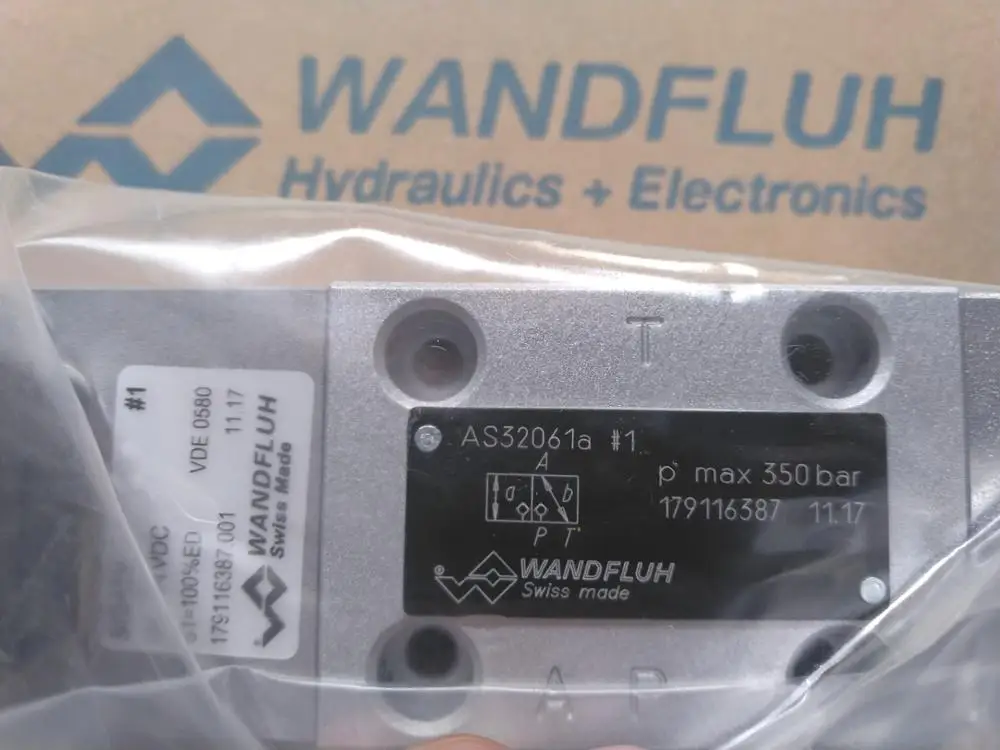 WANDFLUH
Hydraulics + Electronics
T
AS32061a #1
A
a b
P T
p max 350 bar
179116387 11.17
WANDFLUH
Swiss made
A P
#1
VDE 0580
11.17
VDC
=100%ED
179116387.001
WANDFLUH
Swiss Made